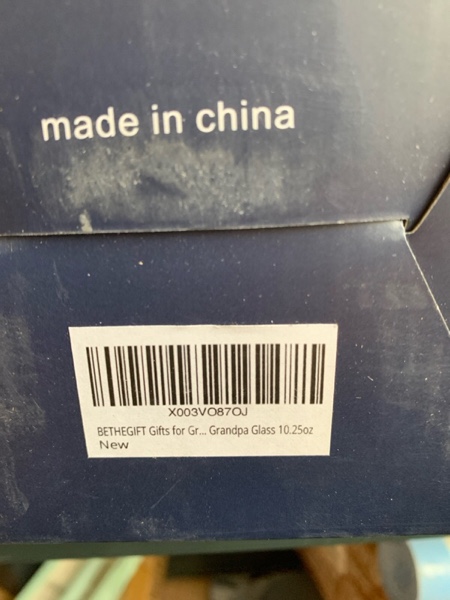 made in china
X003VO87OJ
BETHEGIFT Gifts for Gr... Grandpa Glass 10.25oz
New